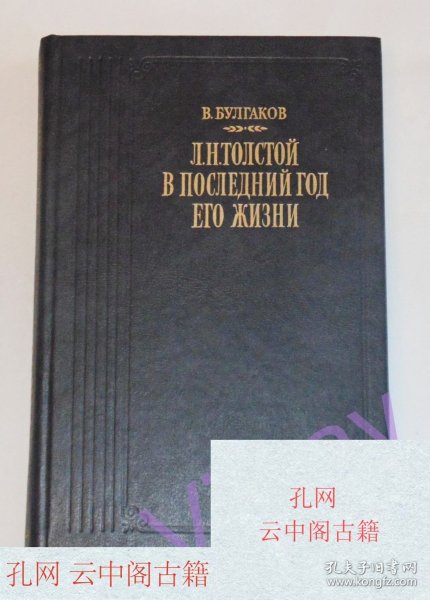 В. БУЛГАКОВ
Л.Н.ТОЛСТОЙ
В ПОСЛЕДНИЙ ГОД
ЕГО ЖИЗНИ
孔网
云中阁古籍
孔网 云中阁古籍
孔夫子旧书网
www.kongfz.com